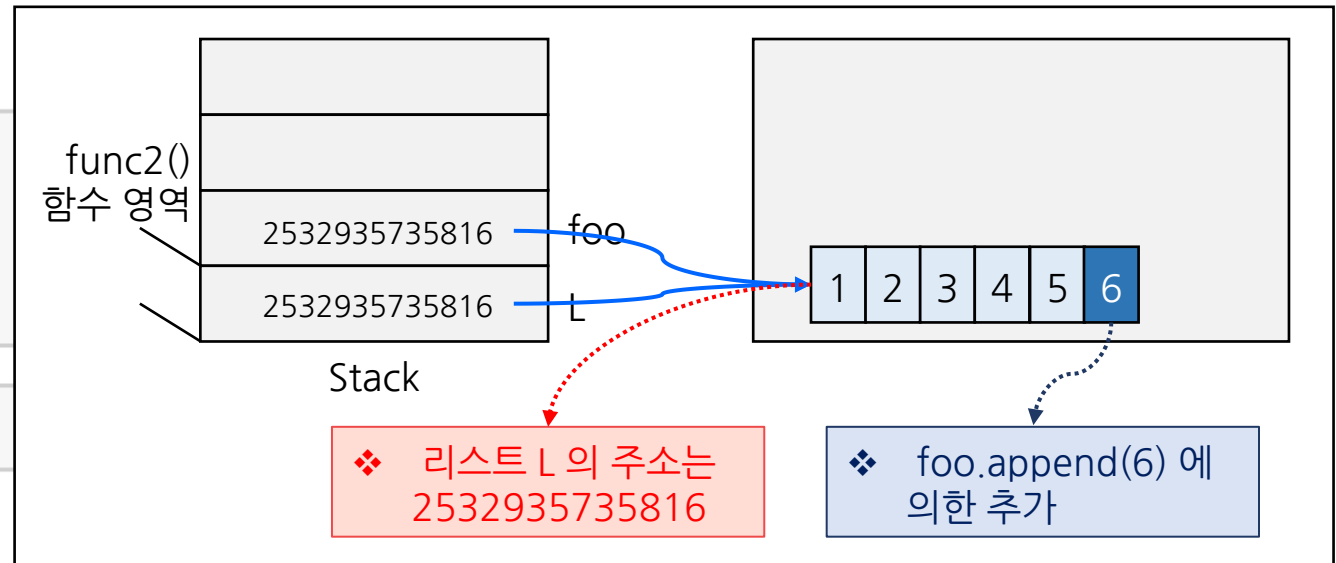 func2()
함수 영역
2532935735816
foo
2532935735816
L
1 2 3 4 5 6
Stack
❖ 리스트 L 의 주소는
2532935735816
❖ foo.append(6) 에
의한 추가